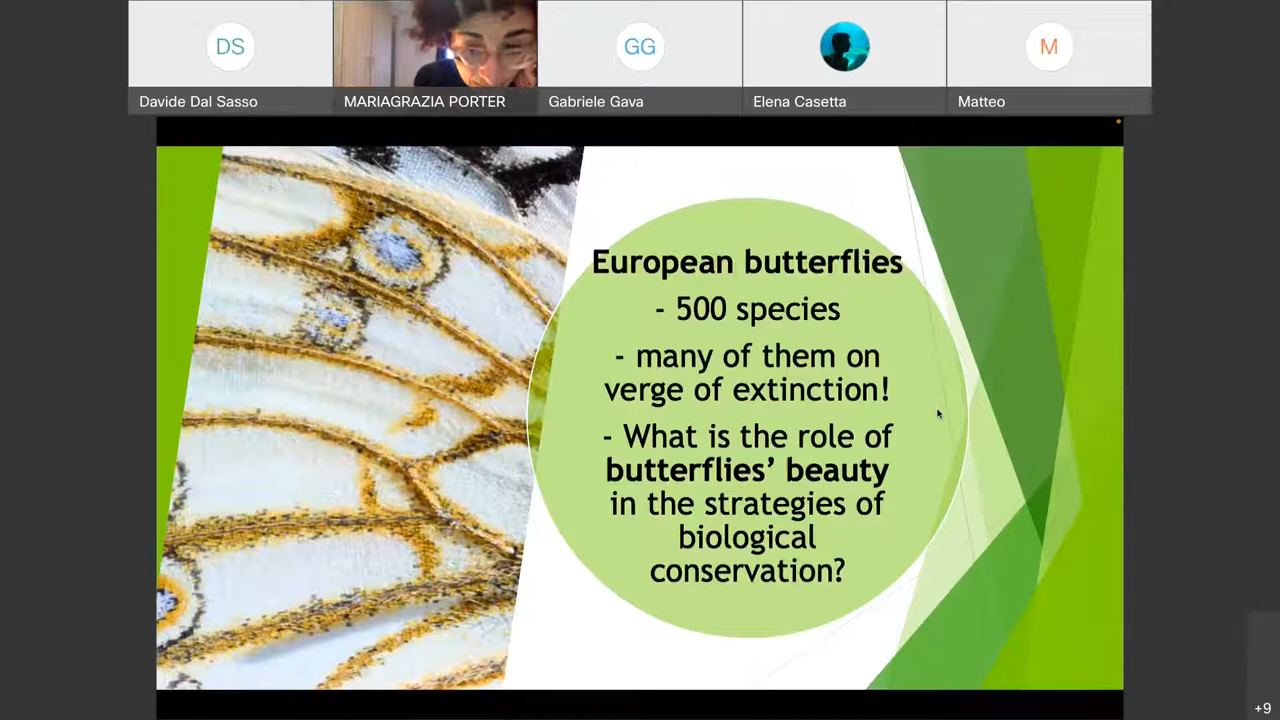 DS
GG
M
Davide Dal Sasso
MARIAGRAZIA PORTER
Gabriele Gava
Elena Casetta
Matteo
European butterflies
- 500 species
- many of them on
verge of extinction!
- What is the role of
butterflies’ beauty
in the strategies of
biological
conservation?
+9